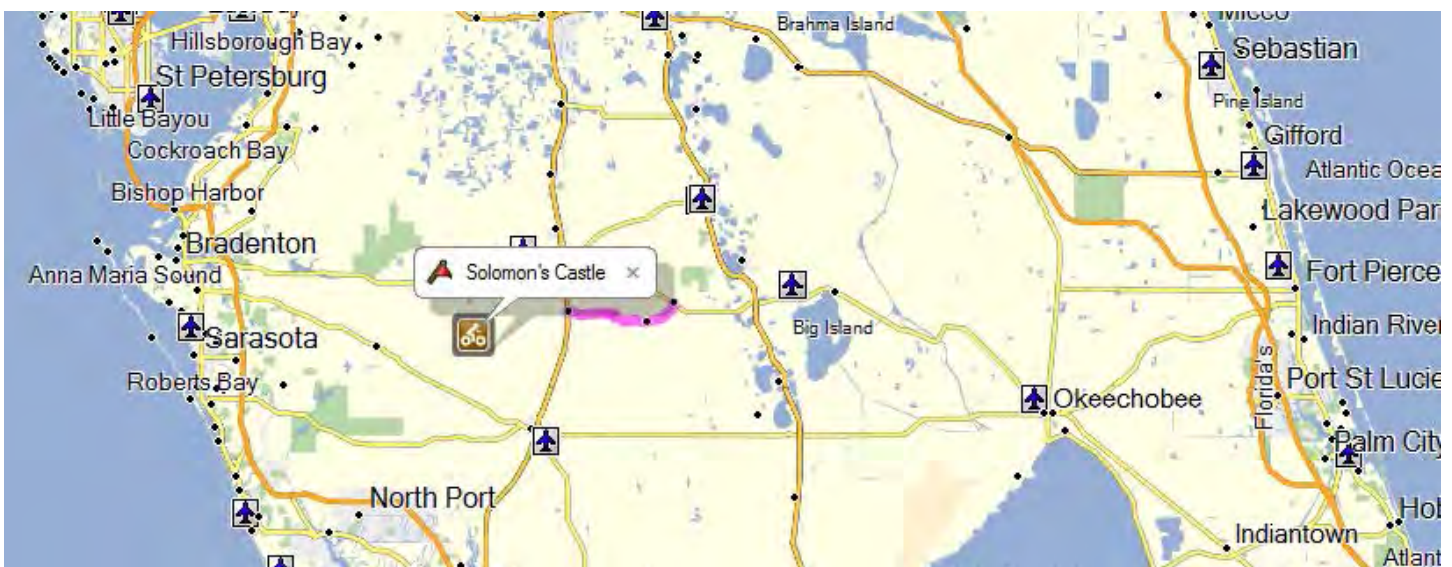 Brahma Island
Hillsborough Bay
Sebastian
St Petersburg
Pine Island
Little Bayou
Gifford
Cockroach Bay
Atlantic Ocea
Bishop Harbor
Lakewood Par
Bradenton
Anna Maria Sound
Solomon's Castle ×
Fort Pierce
Sarasota
Big Island
Indian River
Roberts Bay
Florida's
Port St Lucie
Okeechobee
Palm City
North Port
Hob
Indiantown
Atlant